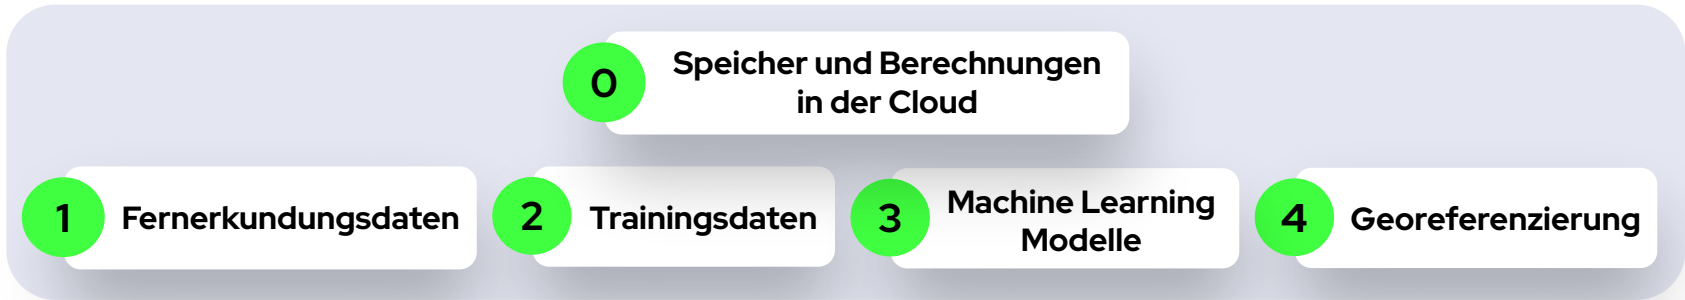 0
Speicher und Berechnungen
in der Cloud
1
Fernerkundungsdaten
2
Trainingsdaten
3
Machine Learning
Modelle
4
Georeferenzierung